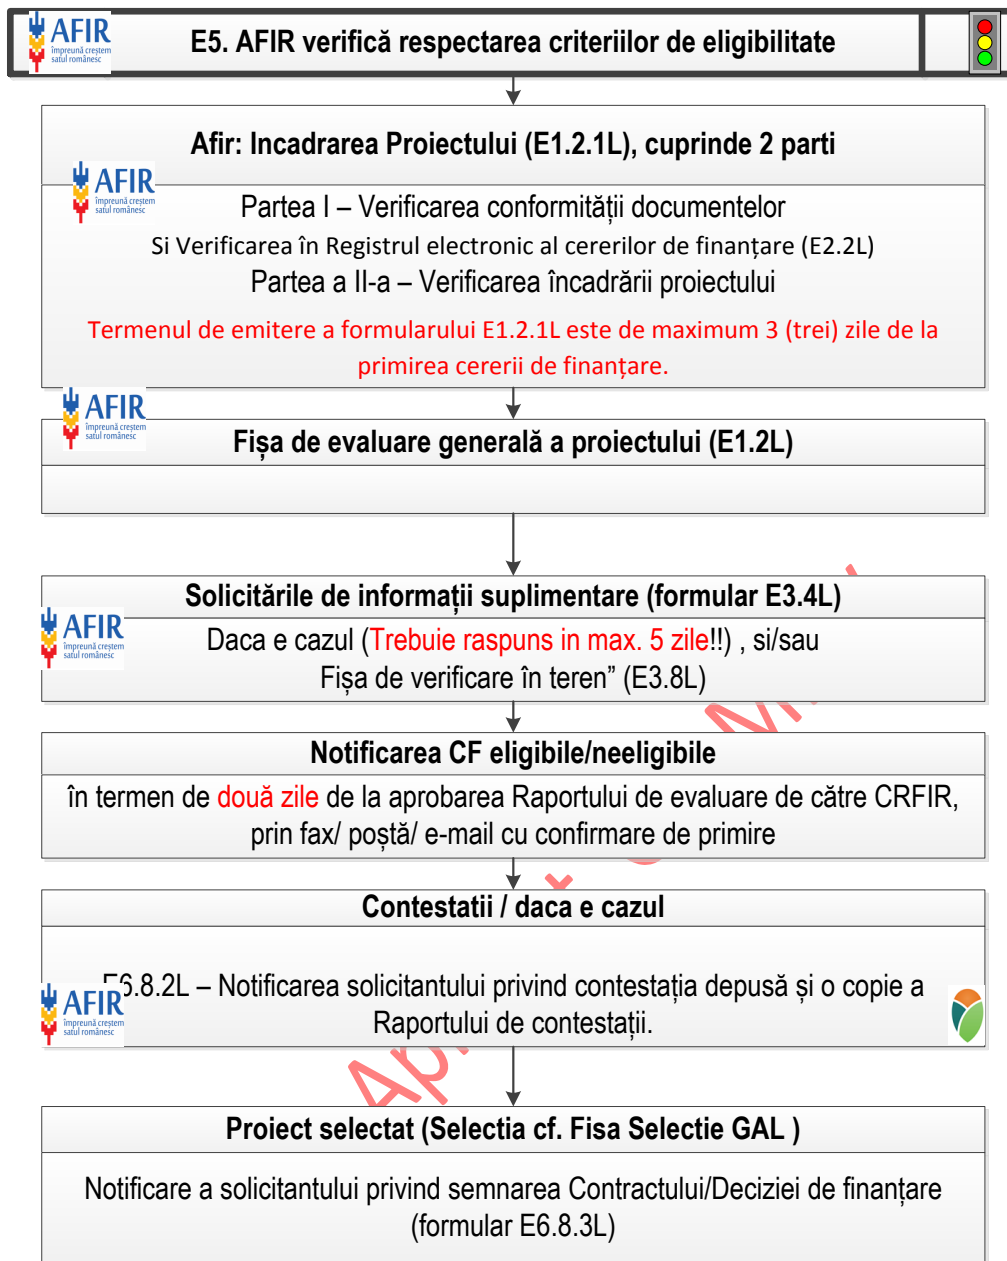 AFIR
împreună creștem
satul românesc
E5. AFIR verifică respectarea criteriilor de eligibilitate
Afir: Incadrarea Proiectului (E1.2.1L), cuprinde 2 parti
AFIR
împreună creștem
satul românesc
Partea I – Verificarea conformității documentelor
Si Verificarea în Registrul electronic al cererilor de finanțare (E2.2L)
Partea a II-a – Verificarea încadrării proiectului
Termenul de emitere a formularului E1.2.1L este de maximum 3 (trei) zile de la
primirea cererii de finanțare.
AFIR
împreună creștem
satul românesc
Fișa de evaluare generală a proiectului (E1.2L)
Solicitările de informații suplimentare (formular E3.4L)
AFIR
împreună creștem
satul românesc
Daca e cazul (Trebuie raspuns in max. 5 zile!!) , si/sau
Fișa de verificare în teren” (E3.8L)
Notificarea CF eligibile/neeligibile
în termen de două zile de la aprobarea Raportului de evaluare de către CRFIR,
prin fax/ poștă/ e-mail cu confirmare de primire
Contestatii / daca e cazul
E6.8.2L – Notificarea solicitantului privind contestația depusă și o copie a
Raportului de contestații.
AFIR
împreună creștem
satul românesc
Proiect selectat (Selectia cf. Fisa Selectie GAL )
Notificare a solicitantului privind semnarea Contractului/Deciziei de finanțare
(formular E6.8.3L)